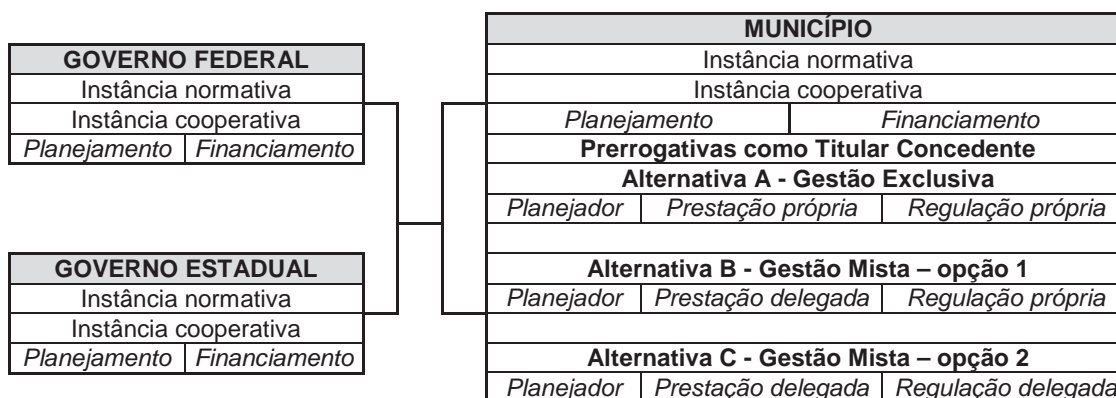 GOVERNO FEDERAL
Instância normativa
Instância cooperativa
Planejamento Financiamento
GOVERNO ESTADUAL
Instância normativa
Instância cooperativa
Planejamento Financiamento
MUNICÍPIO
Instância normativa
Instância cooperativa
Planejamento Financiamento
Prerrogativas como Titular Concedente
Alternativa A - Gestão Exclusiva
Planejador Prestação própria Regulação própria
Alternativa B - Gestão Mista – opção 1
Planejador Prestação delegada Regulação própria
Alternativa C - Gestão Mista – opção 2
Planejador Prestação delegada Regulação delegada